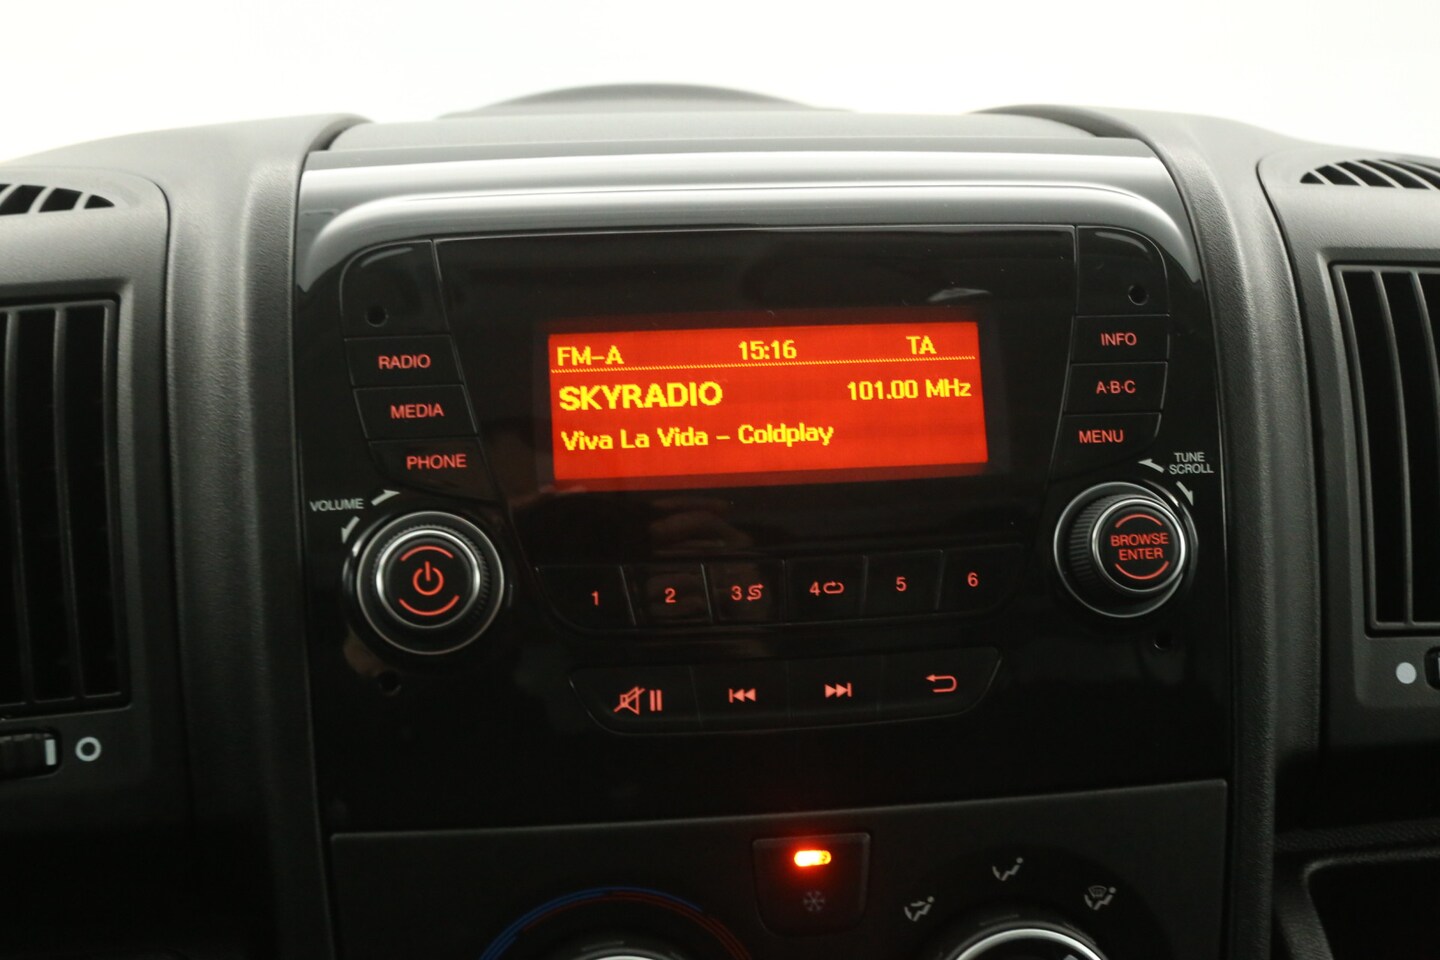 FM-A 15:16 TA
SKYRADIO 101.00 MHz
Viva La Vida - Coldplay
RADIO
MEDIA
PHONE
VOLUME
INFO
A·B·C
MENU
TUNE
SCROLL
BROWSE
ENTER
1 2 3 4 5 6